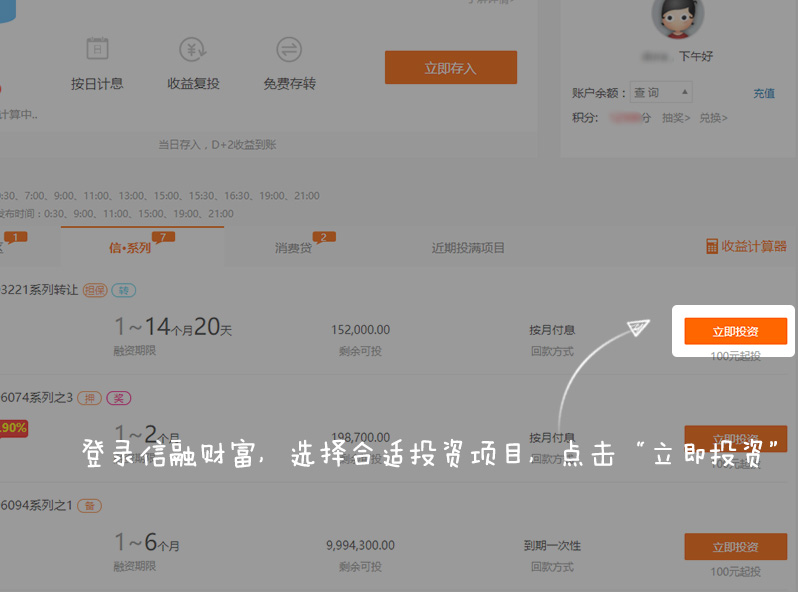 按日计息 收益复投 免费存转
立即存入
下午好
账户余额： 查 询 充值
积分: 分 抽奖> 兑换>
计算中..
当日存入，D+2收益到账
:30、7:00、9:00、11:00、13:00、15:00、15:30、16:30、19:00、21:00
发布时间：0:30、9:00、11:00、15:00、19:00、21:00
1 信•系列 7 消费贷 2 近期投满项目 收益计算器
3221系列转让 担保 转
1~14个月20天 152,000.00 按月付息 立即投资
融资期限 剩余可投 回款方式 100元起投
6074系列之3 押 奖
.90%
1~2个月 198,700.00 按月付息 立即投资
登录信融财富, 选择合适投资项目, 点击“立即投资”
6094系列之1 备
1~6个月 9,994,300.00 到期一次性 立即投资
融资期限 剩余可投 回款方式 100元起投